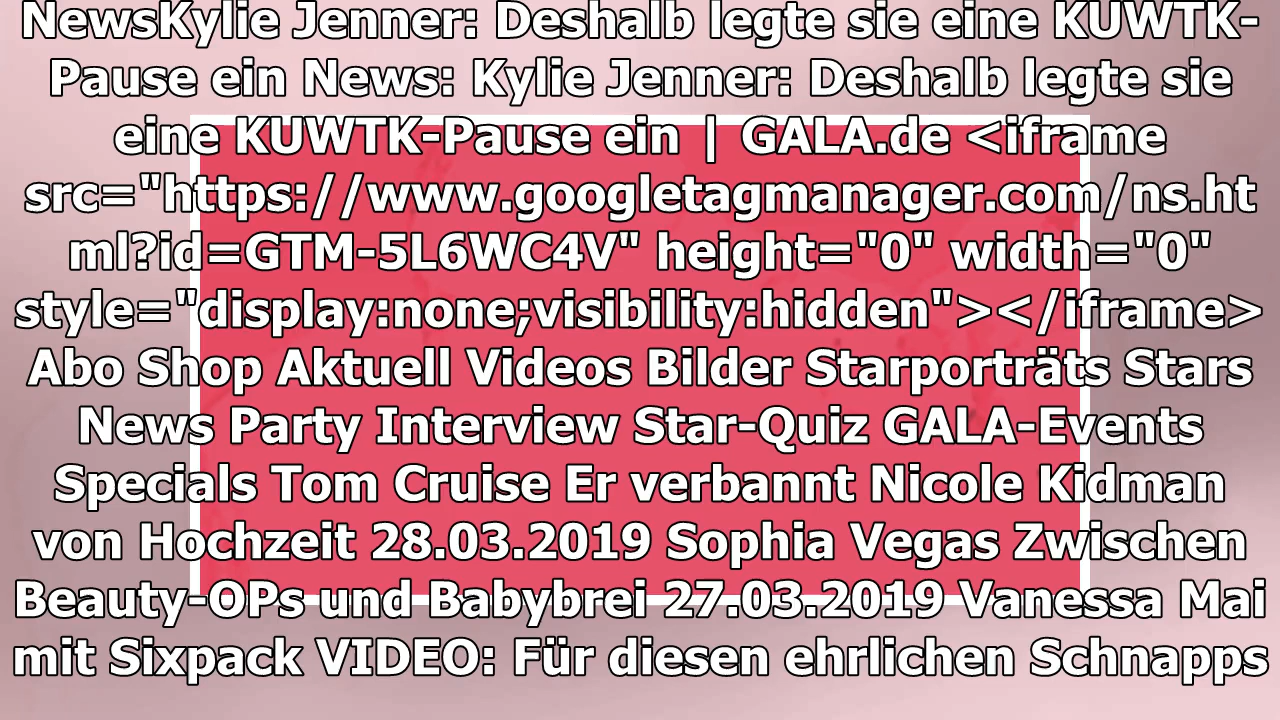 NewsKylie Jenner: Deshalb legte sie eine KUWTK-
Pause ein News: Kylie Jenner: Deshalb legte sie
eine KUWTK-Pause ein | GALA.de <iframe
src="https://www.googletagmanager.com/ns.ht
ml?id=GTM-5L6WC4V" height="0" width="0"
style="display:none;visibility:hidden"></iframe>
Abo Shop Aktuell Videos Bilder Starporträts Stars
News Party Interview Star-Quiz GALA-Events
Specials Tom Cruise Er verbannt Nicole Kidman
von Hochzeit 28.03.2019 Sophia Vegas Zwischen
Beauty-OPs und Babybrei 27.03.2019 Vanessa Mai
mit Sixpack VIDEO: Für diesen ehrlichen Schnapps